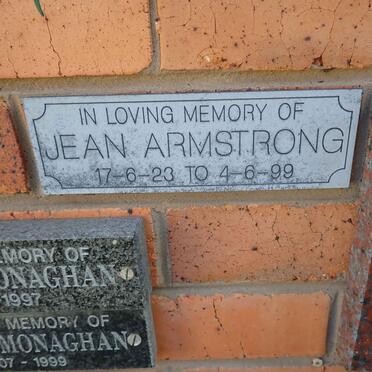 IN LOVING MEMORY OF
JEAN ARMSTRONG
17-6-23 TO 4-6-99
MEMORY OF
MONAGHAN
1997
MEMORY OF
MONAGHAN
07 - 1999